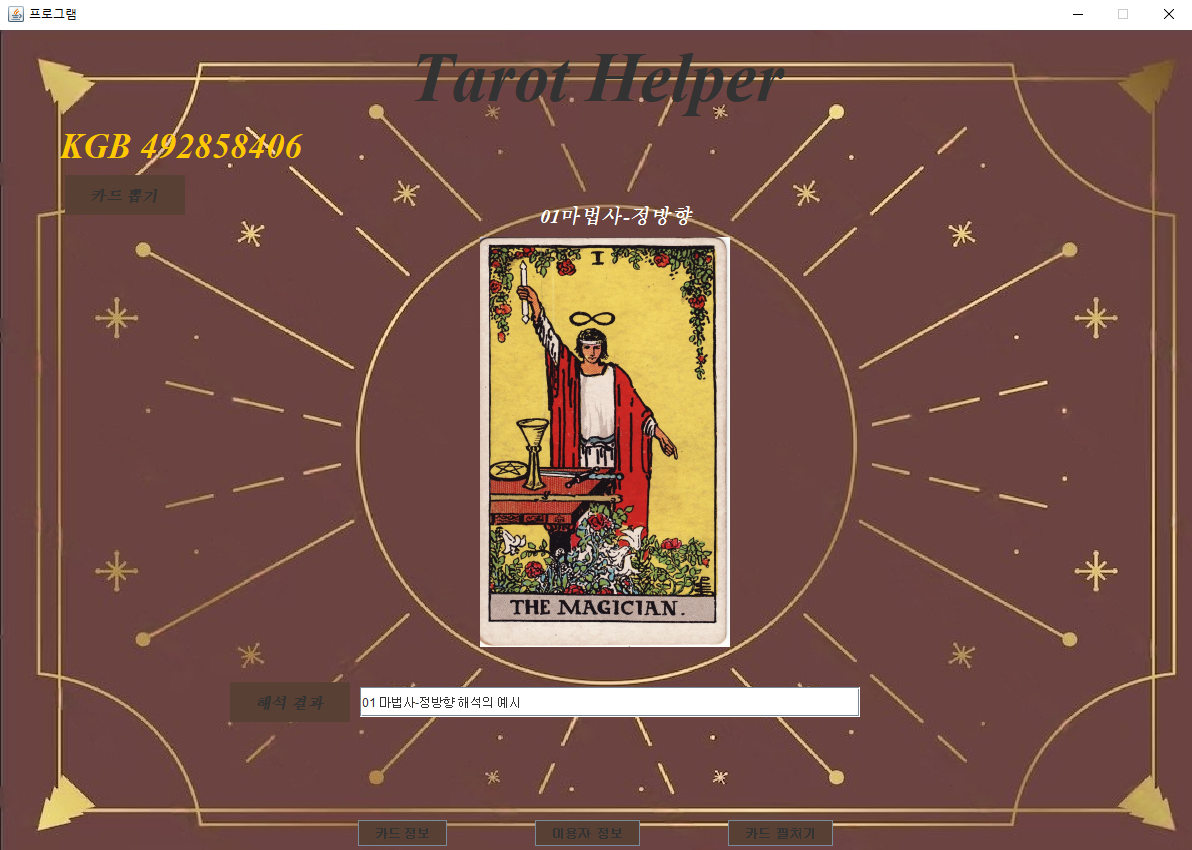 프로그램
Tarot Helper
KGB 492858406
카드 뽑기
01마법사-정방향
I
THE MAGICIAN.
해석 결과
01 마법사-정방향 해석의 예시
카드 정보
이용자 정보
카드 펼치기